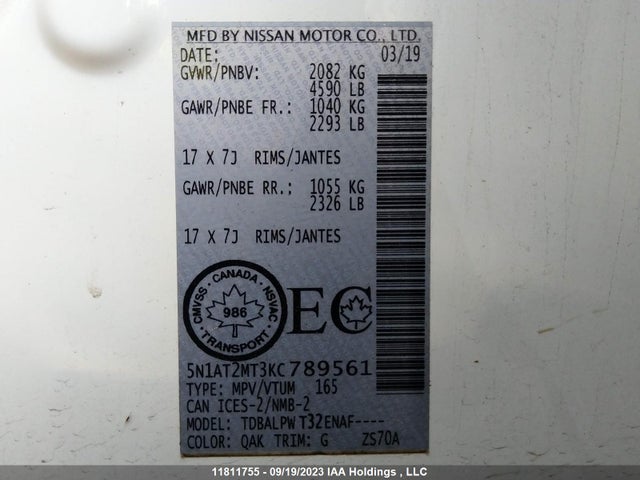 MFD BY NISSAN MOTOR CO., LTD.
DATE: 03/19
GVWR/PNBV: 2082 KG
4590 LB
GAWR/PNBE FR.: 1040 KG
2293 LB
17 X 7J RIMS/JANTES
GAWR/PNBE RR.: 1055 KG
2326 LB
17 X 7J RIMS/JANTES
CMVSS · CANADA · NSVAC
986
TRANSPORT
EC
5N1AT2MT3KC789561
TYPE: MPV/VTUM 165
CAN ICES-2/NMB-2
MODEL: TDBALPW T32ENAF----
COLOR: QAK TRIM: G ZS70A
11811755 - 09/19/2023 IAA Holdings , LLC